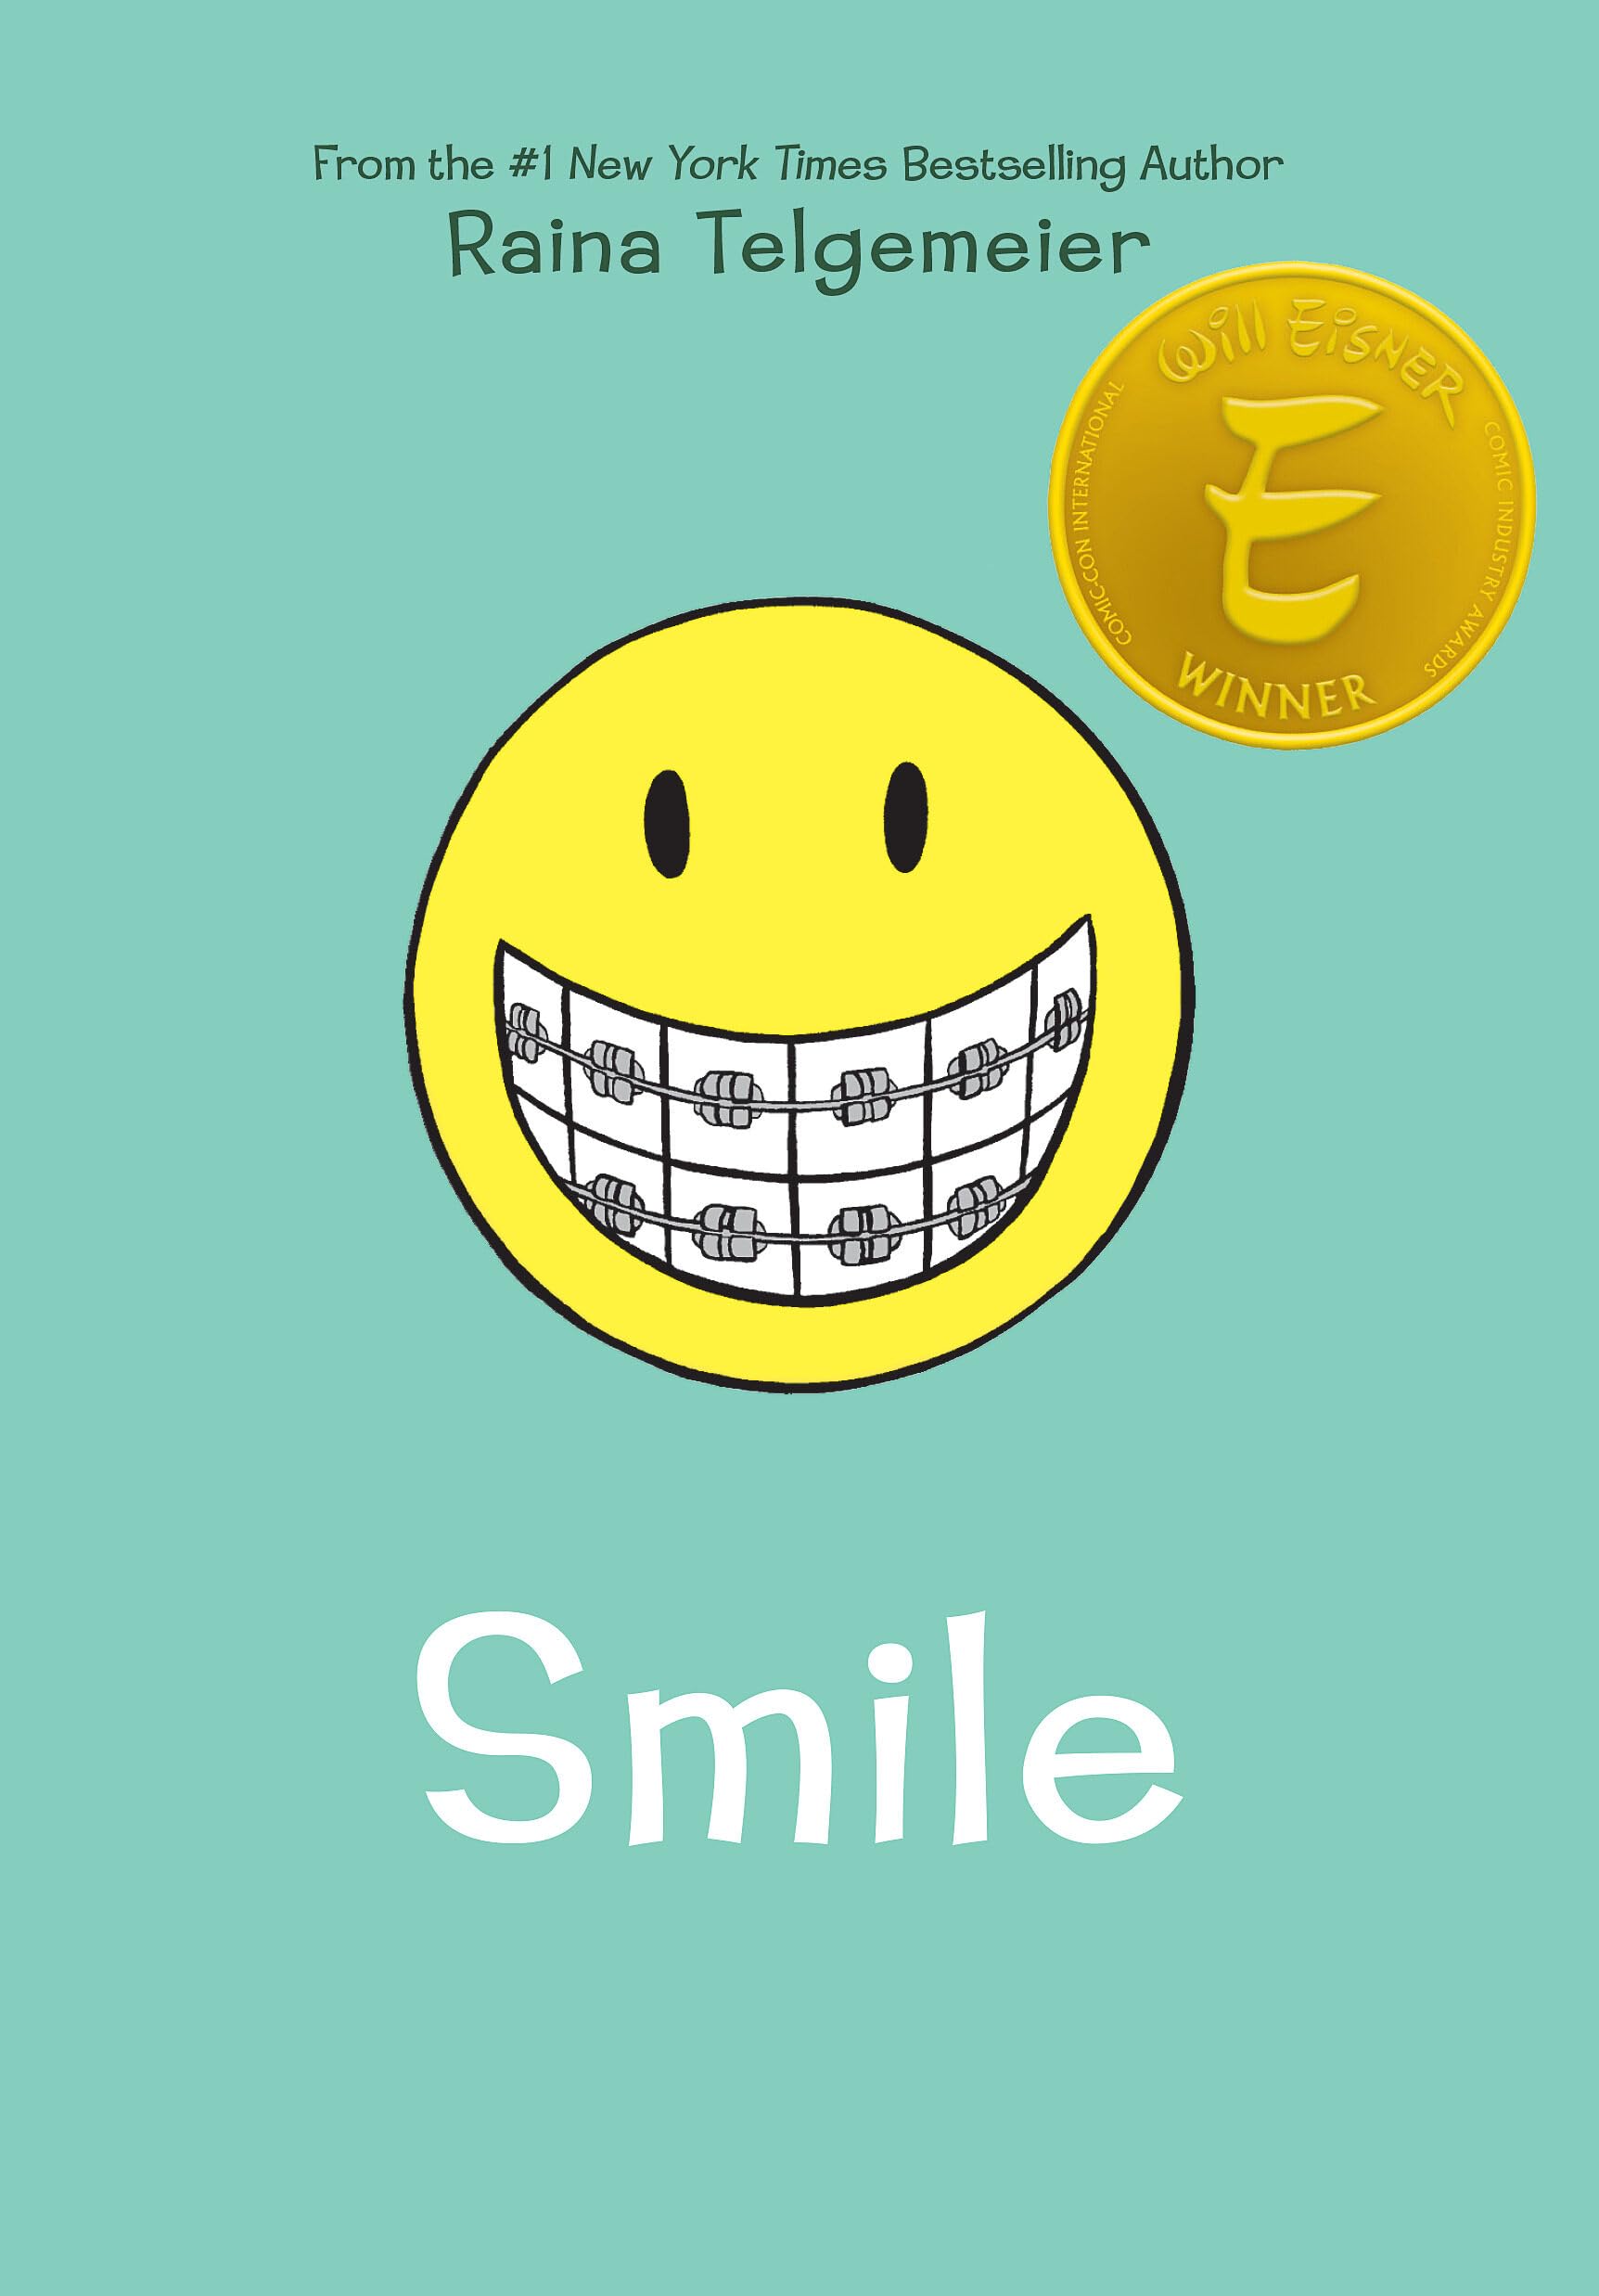 From the #1 New York Times Bestselling Author
Raina Telgemeier
Will EisNER
COMIC-CON INTERNATIONAL
COMIC INDUSTRY AWARDS
E
WINNER
Smile